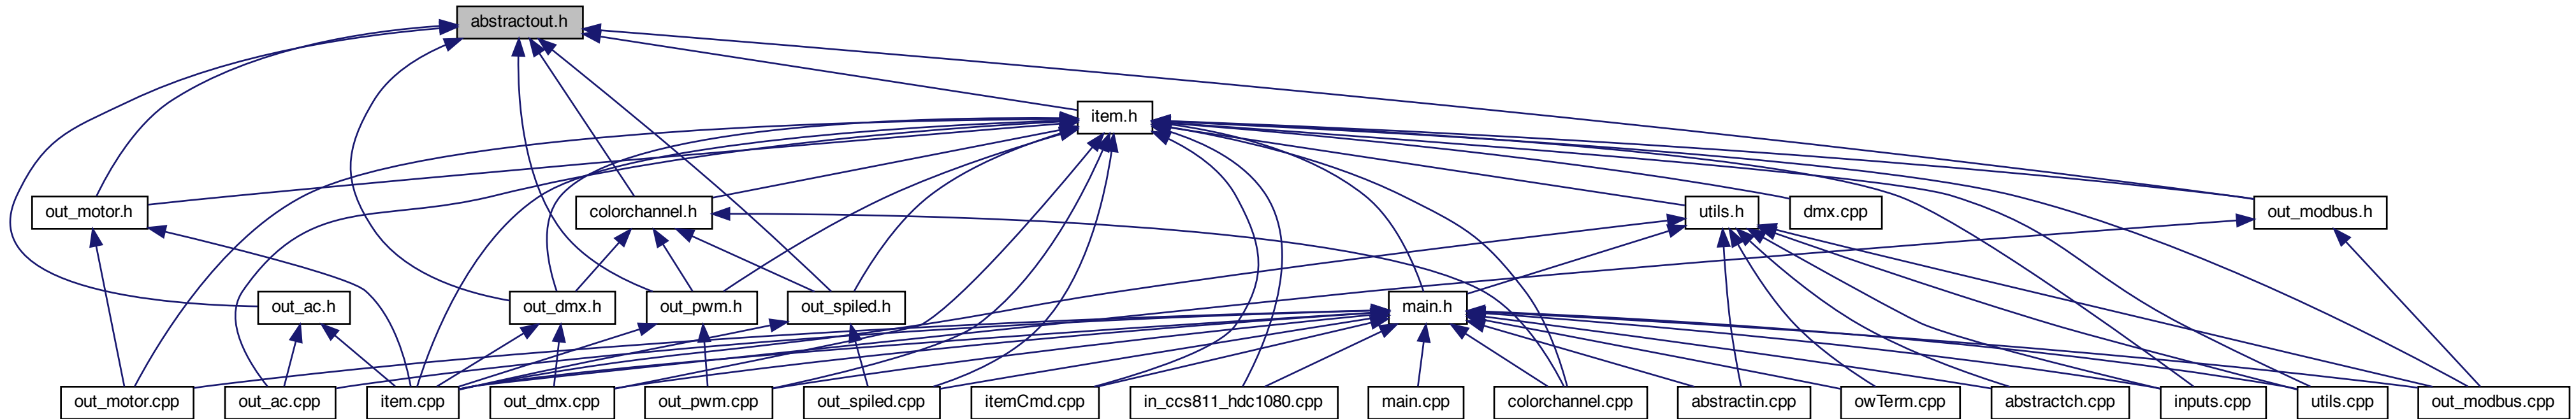 abstractout.h
item.h
out_motor.h
colorchannel.h
utils.h
dmx.cpp
out_modbus.h
out_ac.h
out_dmx.h
out_pwm.h
out_spiled.h
main.h
out_motor.cpp
out_ac.cpp
item.cpp
out_dmx.cpp
out_pwm.cpp
out_spiled.cpp
itemCmd.cpp
in_ccs811_hdc1080.cpp
main.cpp
colorchannel.cpp
abstractin.cpp
owTerm.cpp
abstractch.cpp
inputs.cpp
utils.cpp
out_modbus.cpp